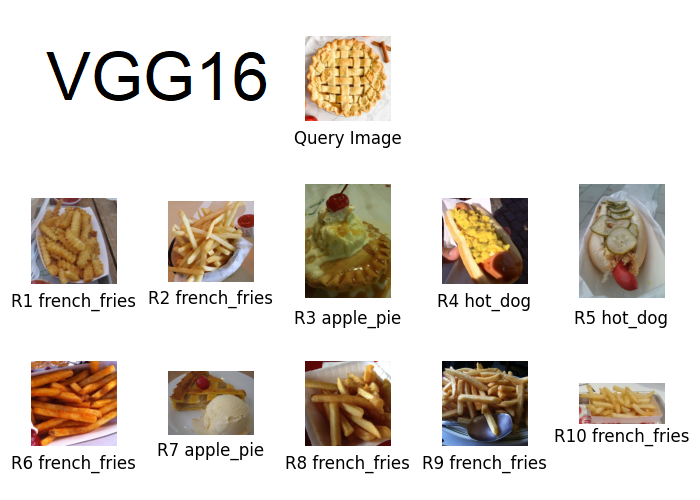 VGG16
Query Image
R1 french_fries
R2 french_fries
R3 apple_pie
R4 hot_dog
R5 hot_dog
R6 french_fries
R7 apple_pie
R8 french_fries
R9 french_fries
R10 french_fries